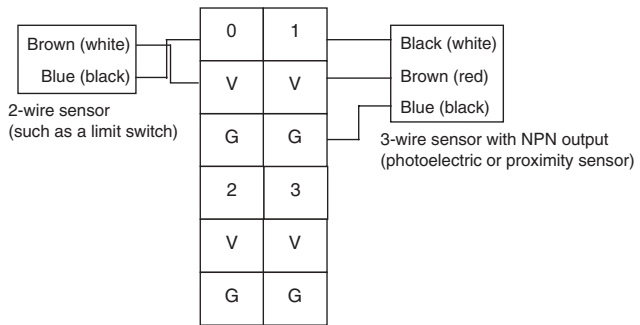 Brown (white)
Blue (black)
2-wire sensor
(such as a limit switch)
0 1
V V
G G
2 3
V V
G G
Black (white)
Brown (red)
Blue (black)
3-wire sensor with NPN output
(photoelectric or proximity sensor)